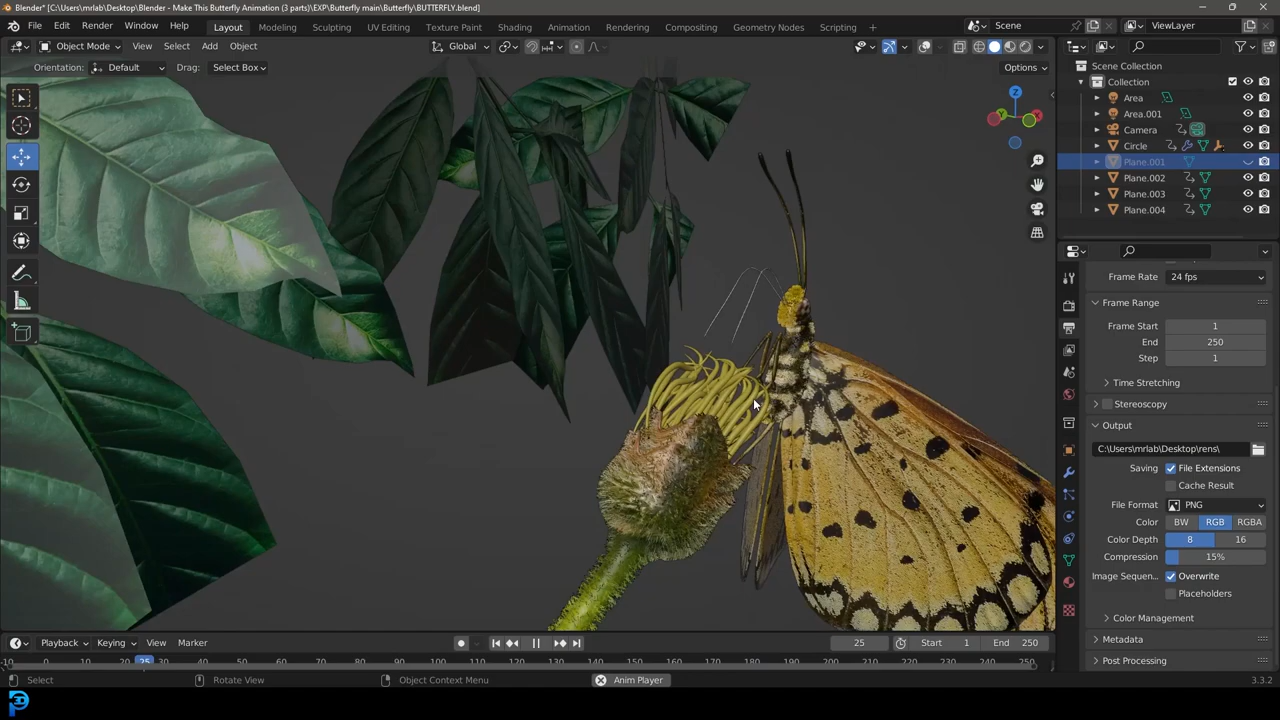 Blender* [C:\Users\mrlab\Desktop\Blender - Make This Butterfly Animation (3 parts)\EXP\Butterfly main\Butterfly\BUTTERFLY.blend]
File Edit Render Window Help Layout Modeling Sculpting UV Editing Texture Paint Shading Animation Rendering Compositing Geometry Nodes Scripting Scene ViewLayer
Object Mode View Select Add Object Global
Orientation: Default Drag: Select Box Options
Scene Collection
Collection
Area
Area.001
Camera
Circle
Plane.001
Plane.002
Plane.003
Plane.004
Z
Y
X
Frame Rate 24 fps
Frame Range
Frame Start 1
End 250
Step 1
Time Stretching
Stereoscopy
Output
C:\Users\mrlab\Desktop\rens\
Saving File Extensions
Cache Result
File Format PNG
Color BW RGB RGBA
Color Depth 8 16
Compression 15%
Image Sequen... Overwrite
Placeholders
Color Management
Metadata
Post Processing
Playback Keying View Marker 25 Start 1 End 250
-10 0 10 25 30 40 50 60 70 80 90 100 110 120 130 140 150 160 170 180 190 200 210 220 230 240 250
Select Rotate View Object Context Menu Anim Player 3.3.2